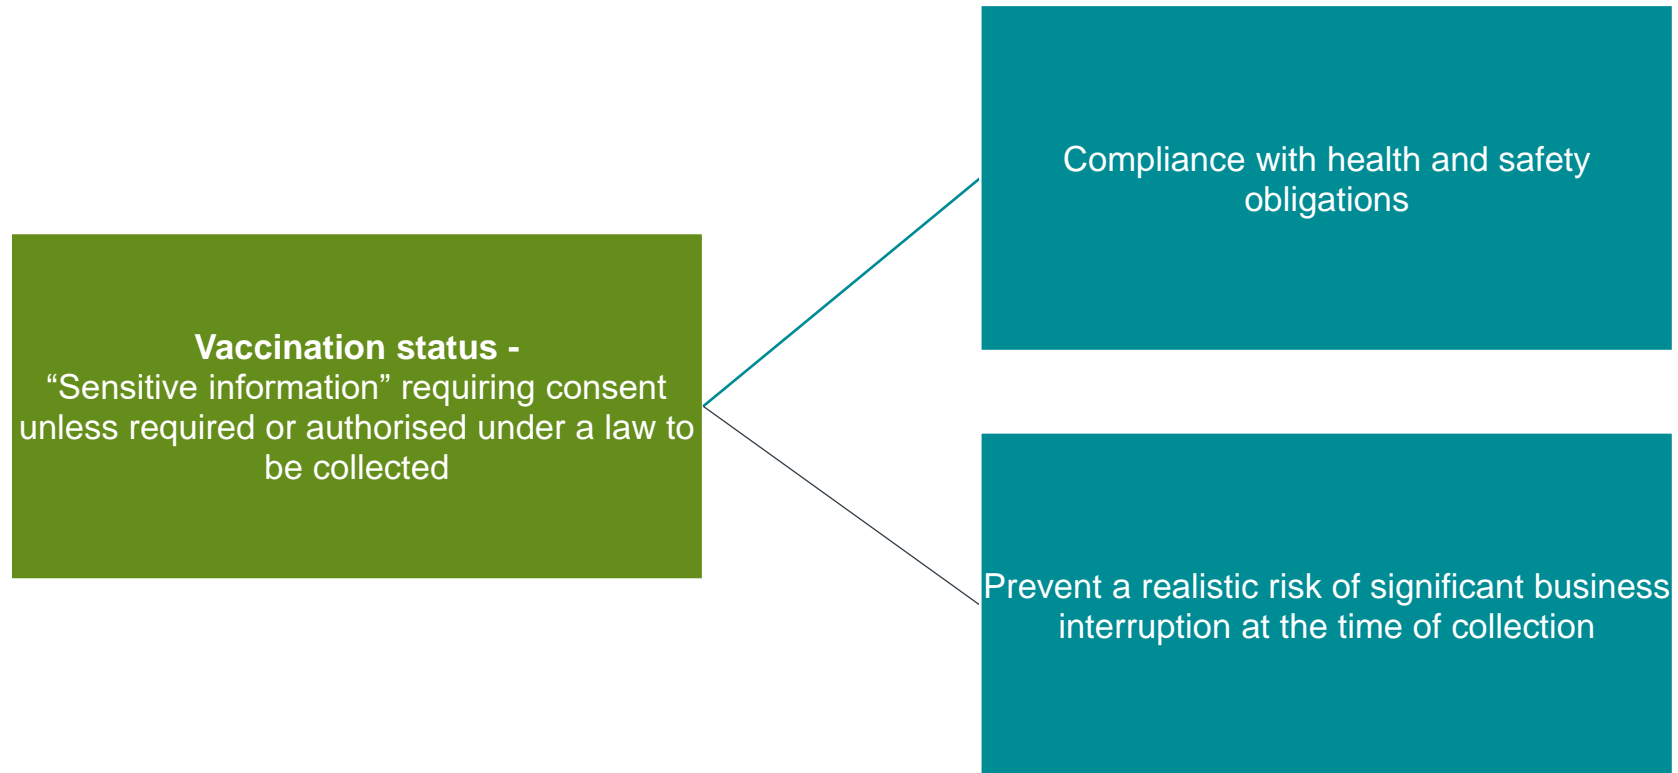 Vaccination status -
“Sensitive information” requiring consent
unless required or authorised under a law to
be collected
Compliance with health and safety
obligations
Prevent a realistic risk of significant business
interruption at the time of collection